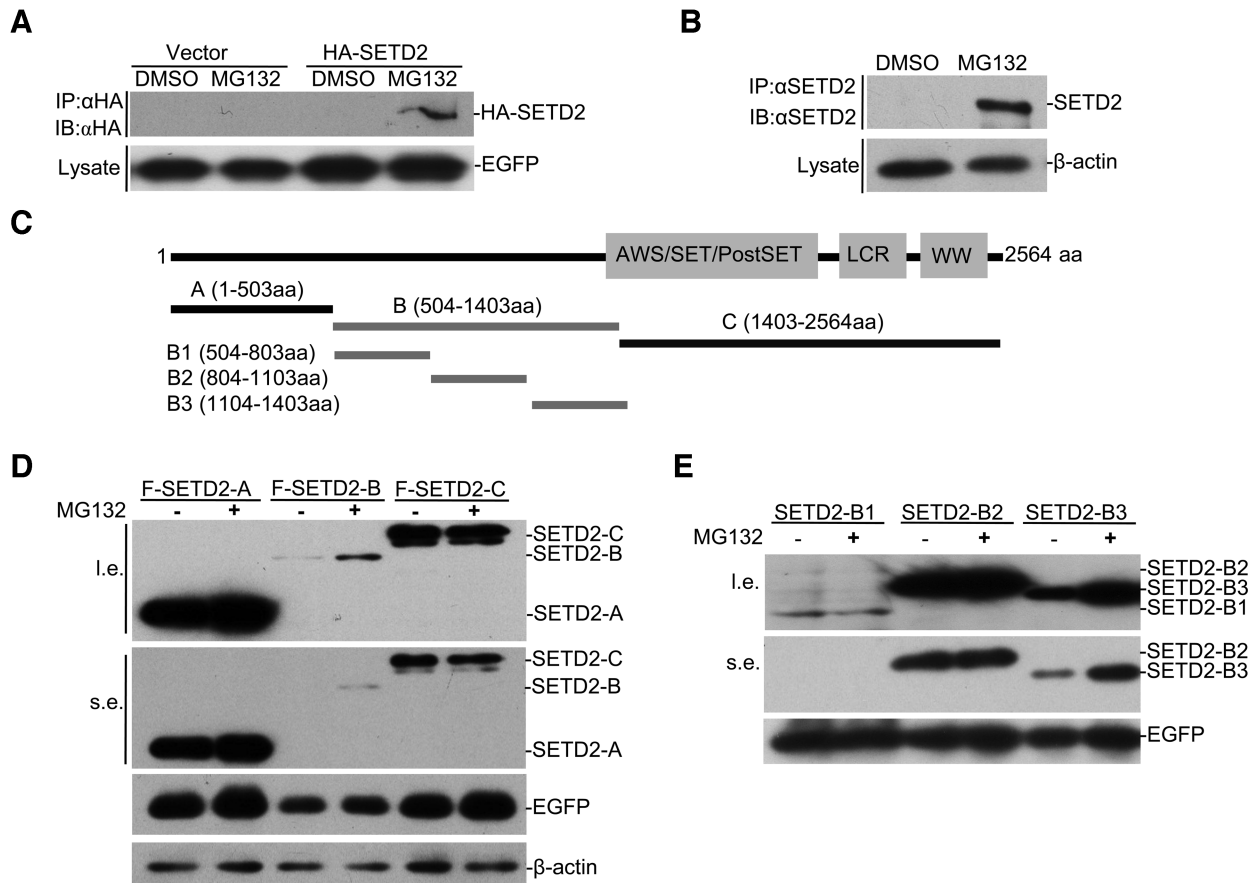 A
Vector HA-SETD2
DMSO MG132 DMSO MG132
IP:αHA
IB:αHA
-HA-SETD2
Lysate
-EGFP
B
DMSO MG132
IP:αSETD2
IB:αSETD2
-SETD2
Lysate
-β-actin
C
1
AWS/SET/PostSET LCR WW
2564 aa
A (1-503aa)
B (504-1403aa)
C (1403-2564aa)
B1 (504-803aa)
B2 (804-1103aa)
B3 (1104-1403aa)
D
F-SETD2-A F-SETD2-B F-SETD2-C
MG132 - + - + - +
l.e.
-SETD2-C
-SETD2-B
-SETD2-A
s.e.
-SETD2-C
-SETD2-B
-SETD2-A
-EGFP
-β-actin
E
SETD2-B1 SETD2-B2 SETD2-B3
MG132 - + - + - +
l.e.
-SETD2-B2
-SETD2-B3
-SETD2-B1
s.e.
-SETD2-B2
-SETD2-B3
-EGFP